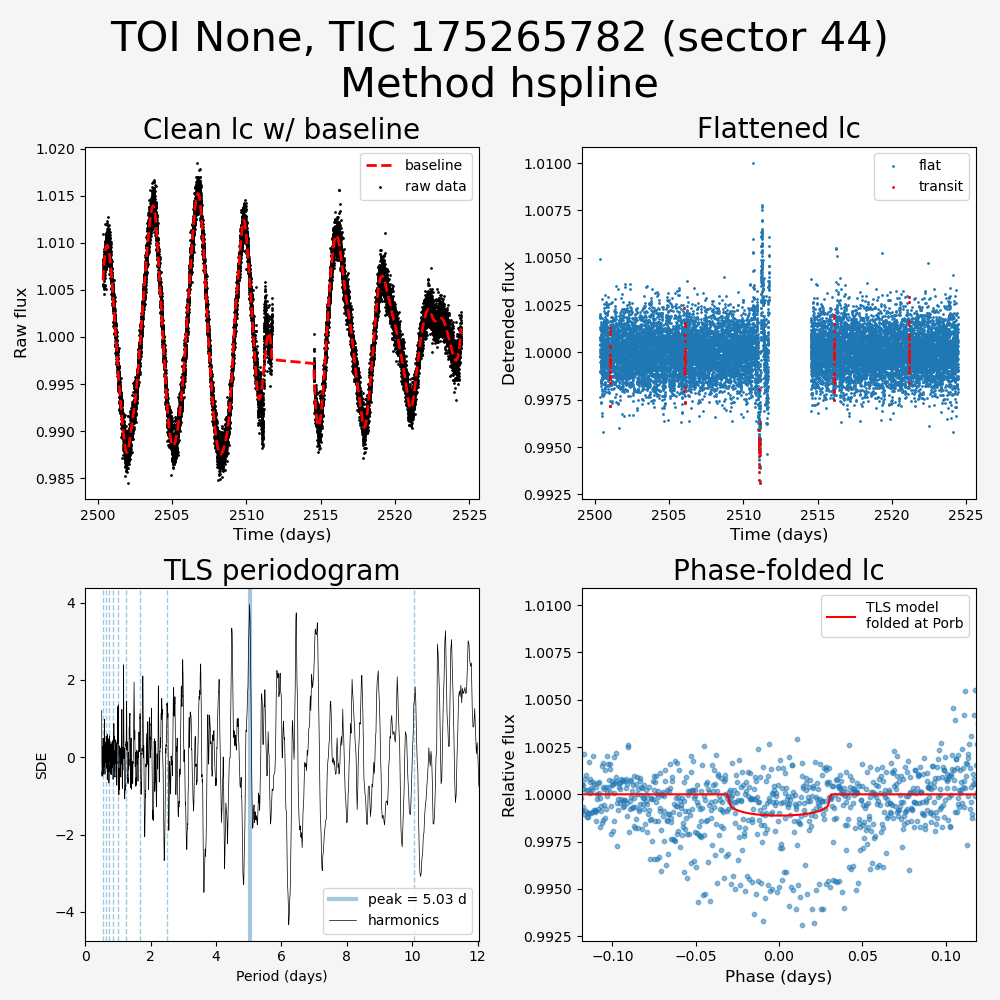 TOI None, TIC 175265782 (sector 44)
Method hspline
Clean lc w/ baseline
Raw flux
1.020
1.015
1.010
1.005
1.000
0.995
0.990
0.985
baseline
raw data
2500
2505
2510
2515
2520
2525
Time (days)
Flattened lc
Detrended flux
1.0100
1.0075
1.0050
1.0025
1.0000
0.9975
0.9950
0.9925
flat
transit
2500
2505
2510
2515
2520
2525
Time (days)
TLS periodogram
SDE
4
2
0
−2
−4
peak = 5.03 d
harmonics
0
2
4
6
8
10
12
Period (days)
Phase-folded lc
Relative flux
1.0100
1.0075
1.0050
1.0025
1.0000
0.9975
0.9950
0.9925
TLS model
folded at Porb
−0.10
−0.05
0.00
0.05
0.10
Phase (days)